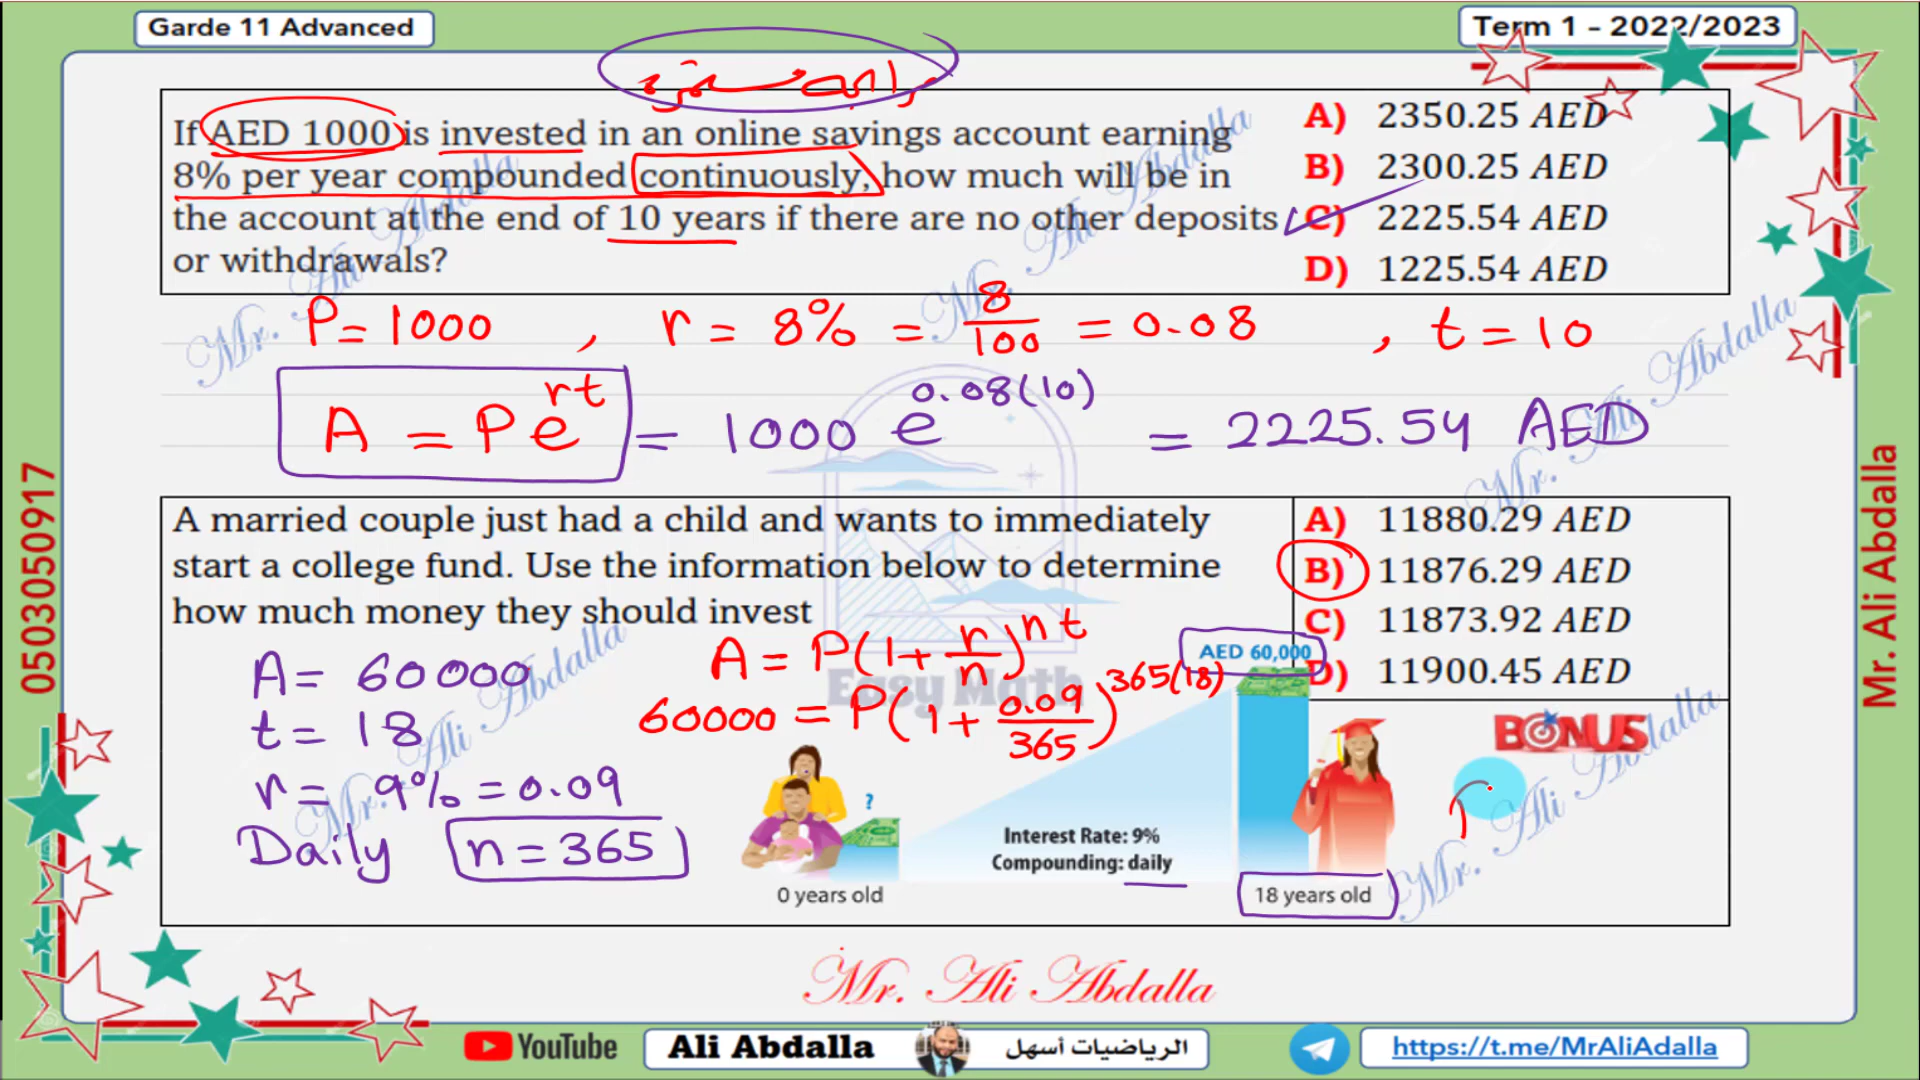 Garde 11 Advanced
Term 1 – 2022/2023
If AED 1000 is invested in an online savings account earning
8% per year compounded continuously, how much will be in
the account at the end of 10 years if there are no other deposits
or withdrawals?
A) 2350.25 AED
B) 2300.25 AED
C) 2225.54 AED
D) 1225.54 AED
P = 1000 , r = 8% = 8/100 = 0.08 , t = 10
A = Pe^rt = 1000 e^0.08(10) = 2225.54 AED
A married couple just had a child and wants to immediately
start a college fund. Use the information below to determine
how much money they should invest
A) 11880.29 AED
B) 11876.29 AED
C) 11873.92 AED
D) 11900.45 AED
A = 60000
t = 18
r = 9% = 0.09
Daily n = 365
A = P(1 + r/n)^nt
60000 = P(1 + 0.09/365)^365(18)
AED 60,000
?
Interest Rate: 9%
Compounding: daily
0 years old
18 years old
BONUS
Easy Math
Mr. Ali Abdalla
0503050917
Mr. Ali Abdalla
Mr. Ali Abdalla
YouTube
Ali Abdalla
الرياضيات أسهل
https://t.me/MrAliAdalla